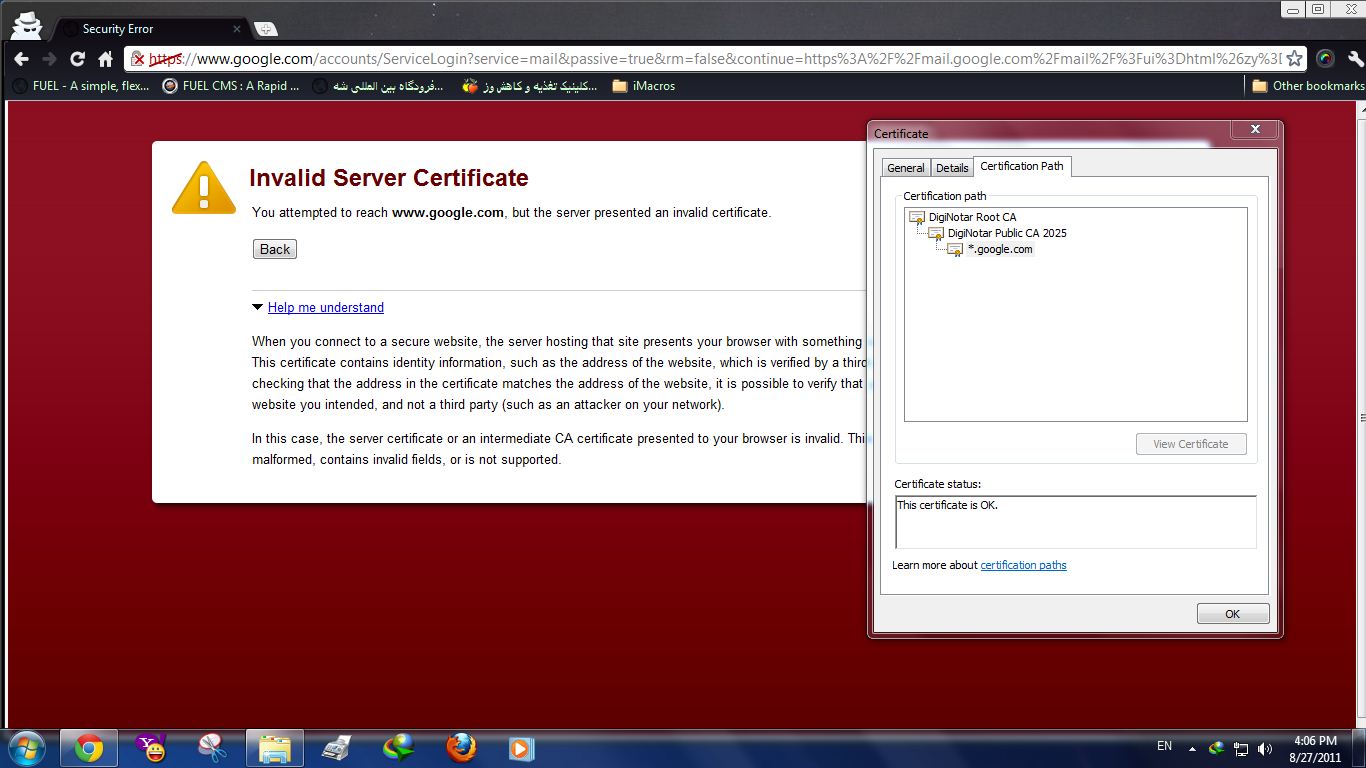 Security Error
https://www.google.com/accounts/ServiceLogin?service=mail&passive=true&rm=false&continue=https%3A%2F%2Fmail.google.com%2Fmail%2F%3Fui%3Dhtml%26zy%3
FUEL - A simple, flex...
FUEL CMS : A Rapid ...
فرودگاه بین المللی شه...
کلینیک تغذیه و کاهش وز...
iMacros
Other bookmarks
Invalid Server Certificate
You attempted to reach www.google.com, but the server presented an invalid certificate.
Back
Help me understand
When you connect to a secure website, the server hosting that site presents your browser with something
This certificate contains identity information, such as the address of the website, which is verified by a third
checking that the address in the certificate matches the address of the website, it is possible to verify that
website you intended, and not a third party (such as an attacker on your network).
In this case, the server certificate or an intermediate CA certificate presented to your browser is invalid. Thi
malformed, contains invalid fields, or is not supported.
Certificate
General
Details
Certification Path
Certification path
DigiNotar Root CA
DigiNotar Public CA 2025
*.google.com
View Certificate
Certificate status:
This certificate is OK.
Learn more about certification paths
OK
EN
4:06 PM
8/27/2011